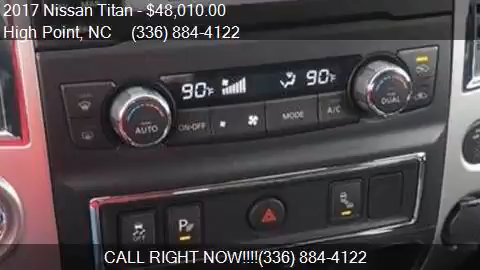 2017 Nissan Titan - $48,010.00
High Point, NC (336) 884-4122
90°F 90°F
AUTO ON·OFF MODE A/C DUAL
OFF P
CALL RIGHT NOW!!!!(336) 884-4122